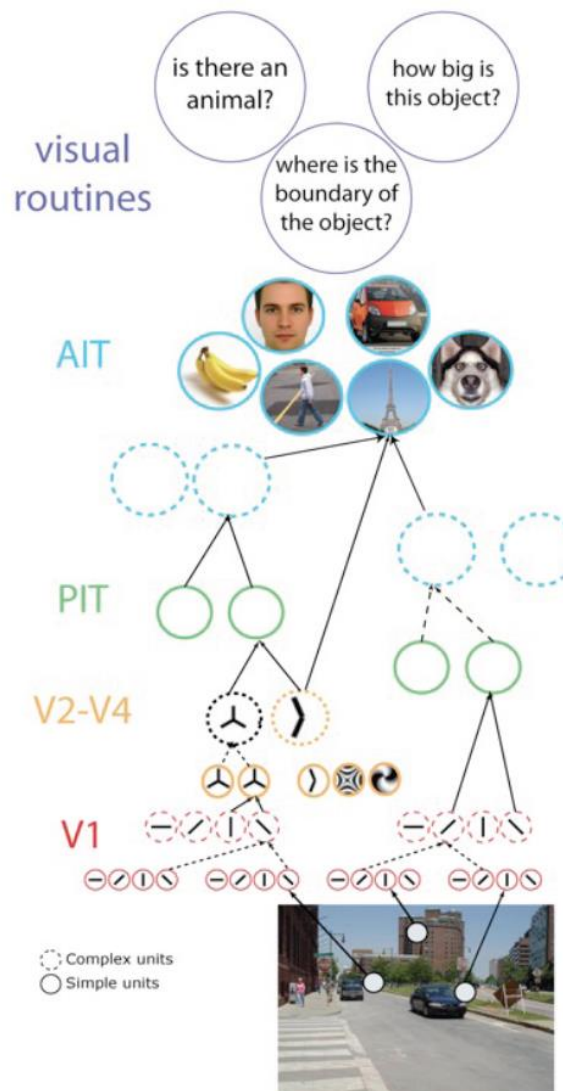 is there an
animal?
how big is
this object?
visual
routines
where is the
boundary of
the object?
AIT
PIT
V2-V4
V1
Complex units
Simple units